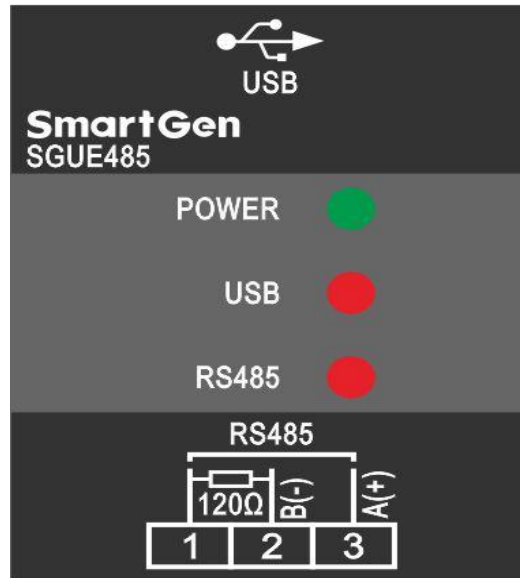 USB
SmartGen
SGUE485
POWER
USB
RS485
RS485
120Ω B(-) A(+)
1 2 3